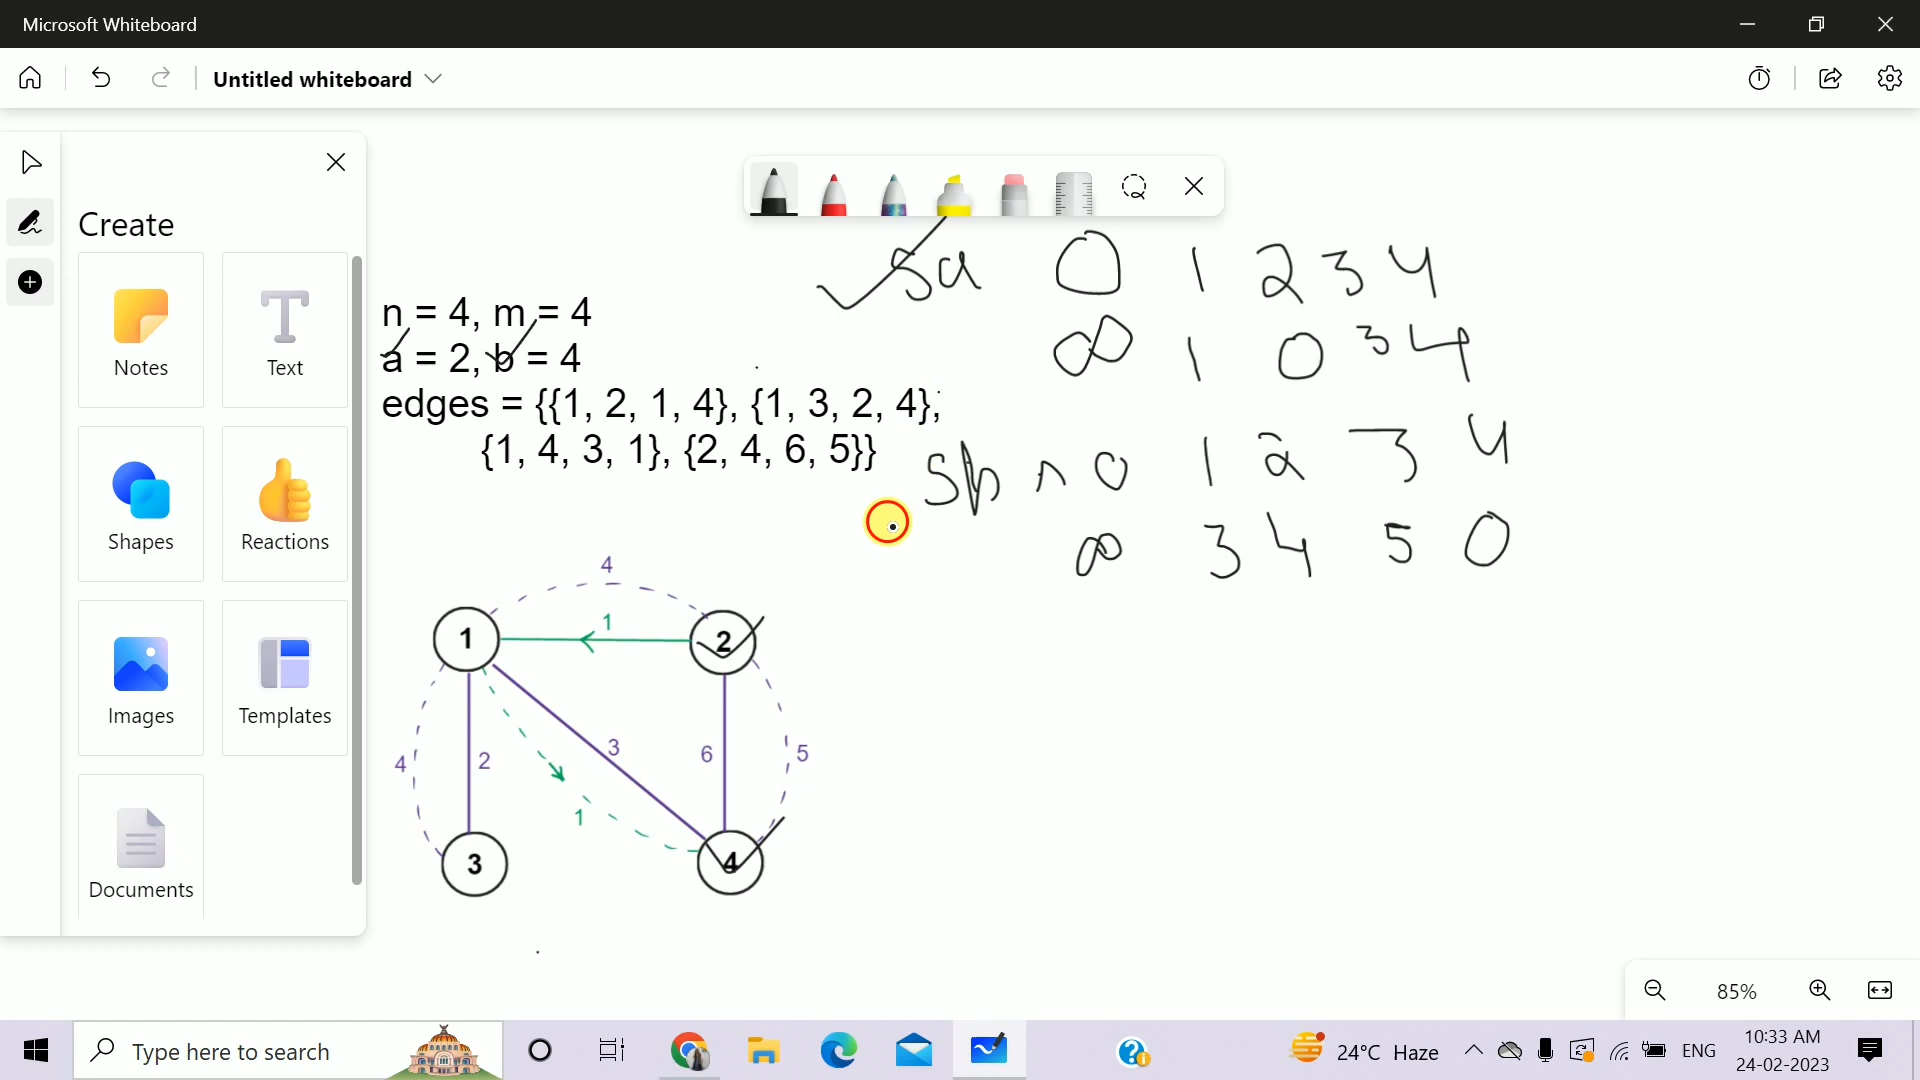 Microsoft Whiteboard
Untitled whiteboard
Create
Notes
Text
Shapes
Reactions
Images
Templates
Documents
n = 4, m = 4
a = 2, b = 4
edges = {{1, 2, 1, 4}, {1, 3, 2, 4},
{1, 4, 3, 1}, {2, 4, 6, 5}}
Sa 0 1 2 3 4
∞ 1 0 3 4
Sb 0 1 2 3 4
∞ 3 4 5 0
4
1
1
2
4
2
3
6
5
1
3
4
85%
Type here to search
24°C Haze
ENG
10:33 AM
24-02-2023